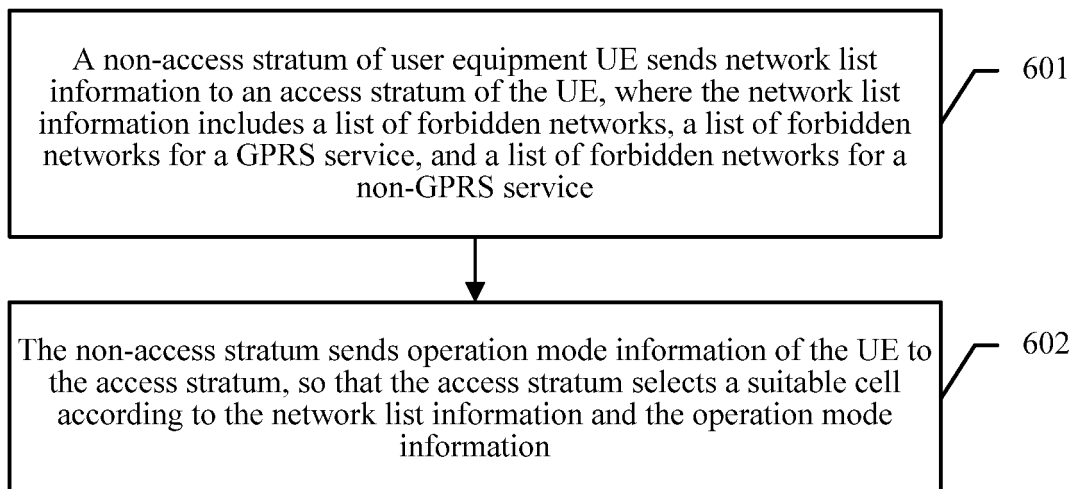 A non-access stratum of user equipment UE sends network list
information to an access stratum of the UE, where the network list
information includes a list of forbidden networks, a list of forbidden
networks for a GPRS service, and a list of forbidden networks for a
non-GPRS service
601
The non-access stratum sends operation mode information of the UE to
the access stratum, so that the access stratum selects a suitable cell
according to the network list information and the operation mode
information
602